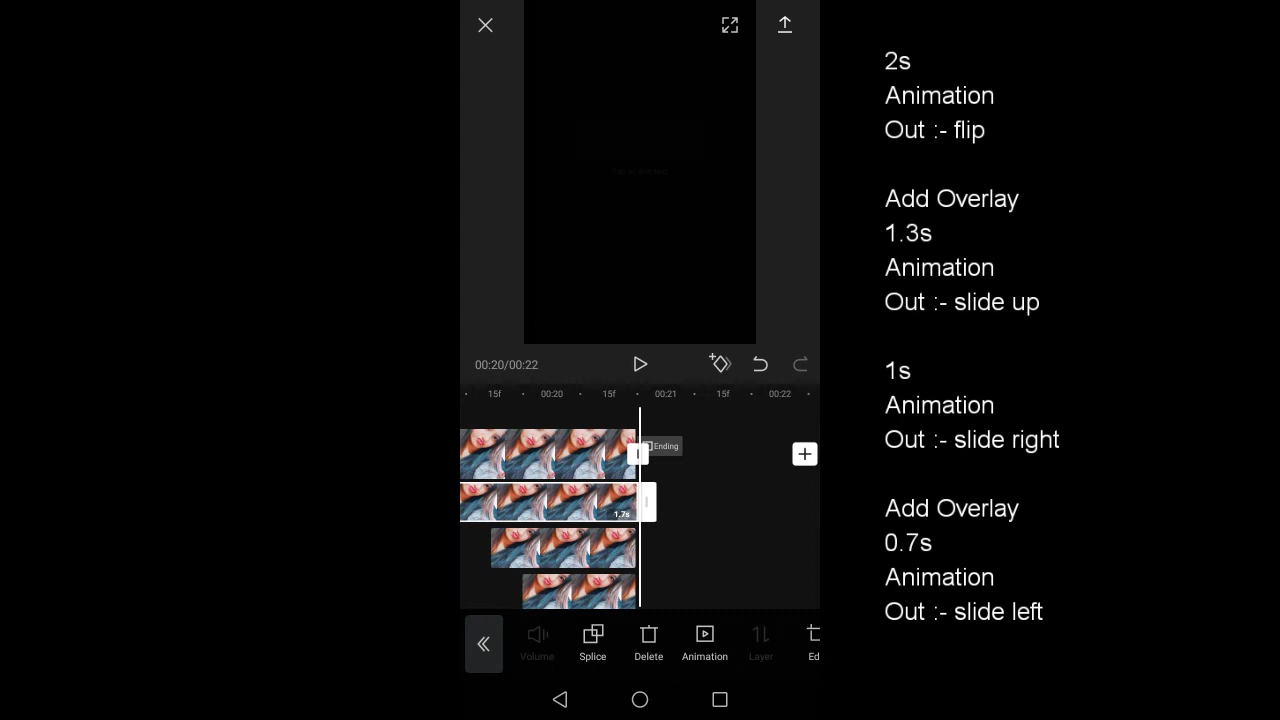 00:20/00:22
15f
00:20
15f
00:21
15f
00:22
Ending
1.7s
Volume
Splice
Delete
Animation
Layer
Ed
2s
Animation
Out :- flip
Add Overlay
1.3s
Animation
Out :- slide up
1s
Animation
Out :- slide right
Add Overlay
0.7s
Animation
Out :- slide left